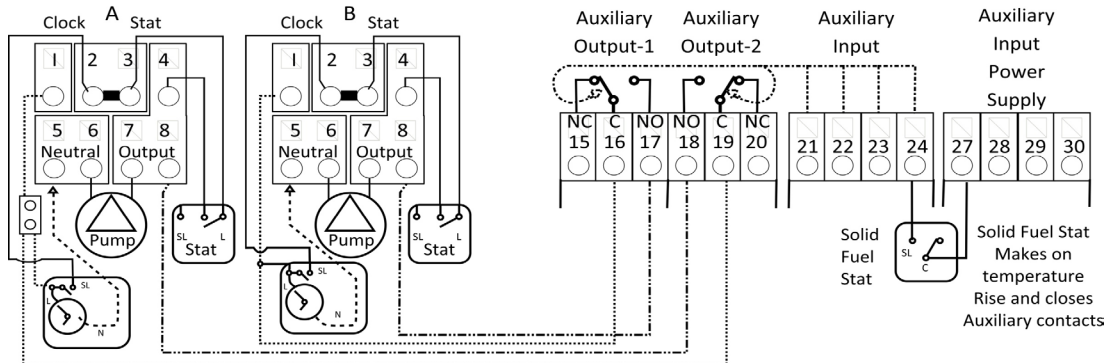 A
Clock
Stat
1 2 3 4
5 6 7 8
Neutral
Output
Pump
SL L
Stat
SL
L
N
B
Clock
Stat
1 2 3 4
5 6 7 8
Neutral
Output
Pump
SL L
Stat
SL
L
N
Auxiliary
Output-1
Auxiliary
Output-2
Auxiliary
Input
Auxiliary
Input
Power
Supply
NC C NO NO C NC
15 16 17 18 19 20
21 22 23 24
27 28 29 30
Solid
Fuel
Stat
SL
C
Solid Fuel Stat
Makes on
temperature
Rise and closes
Auxiliary contacts